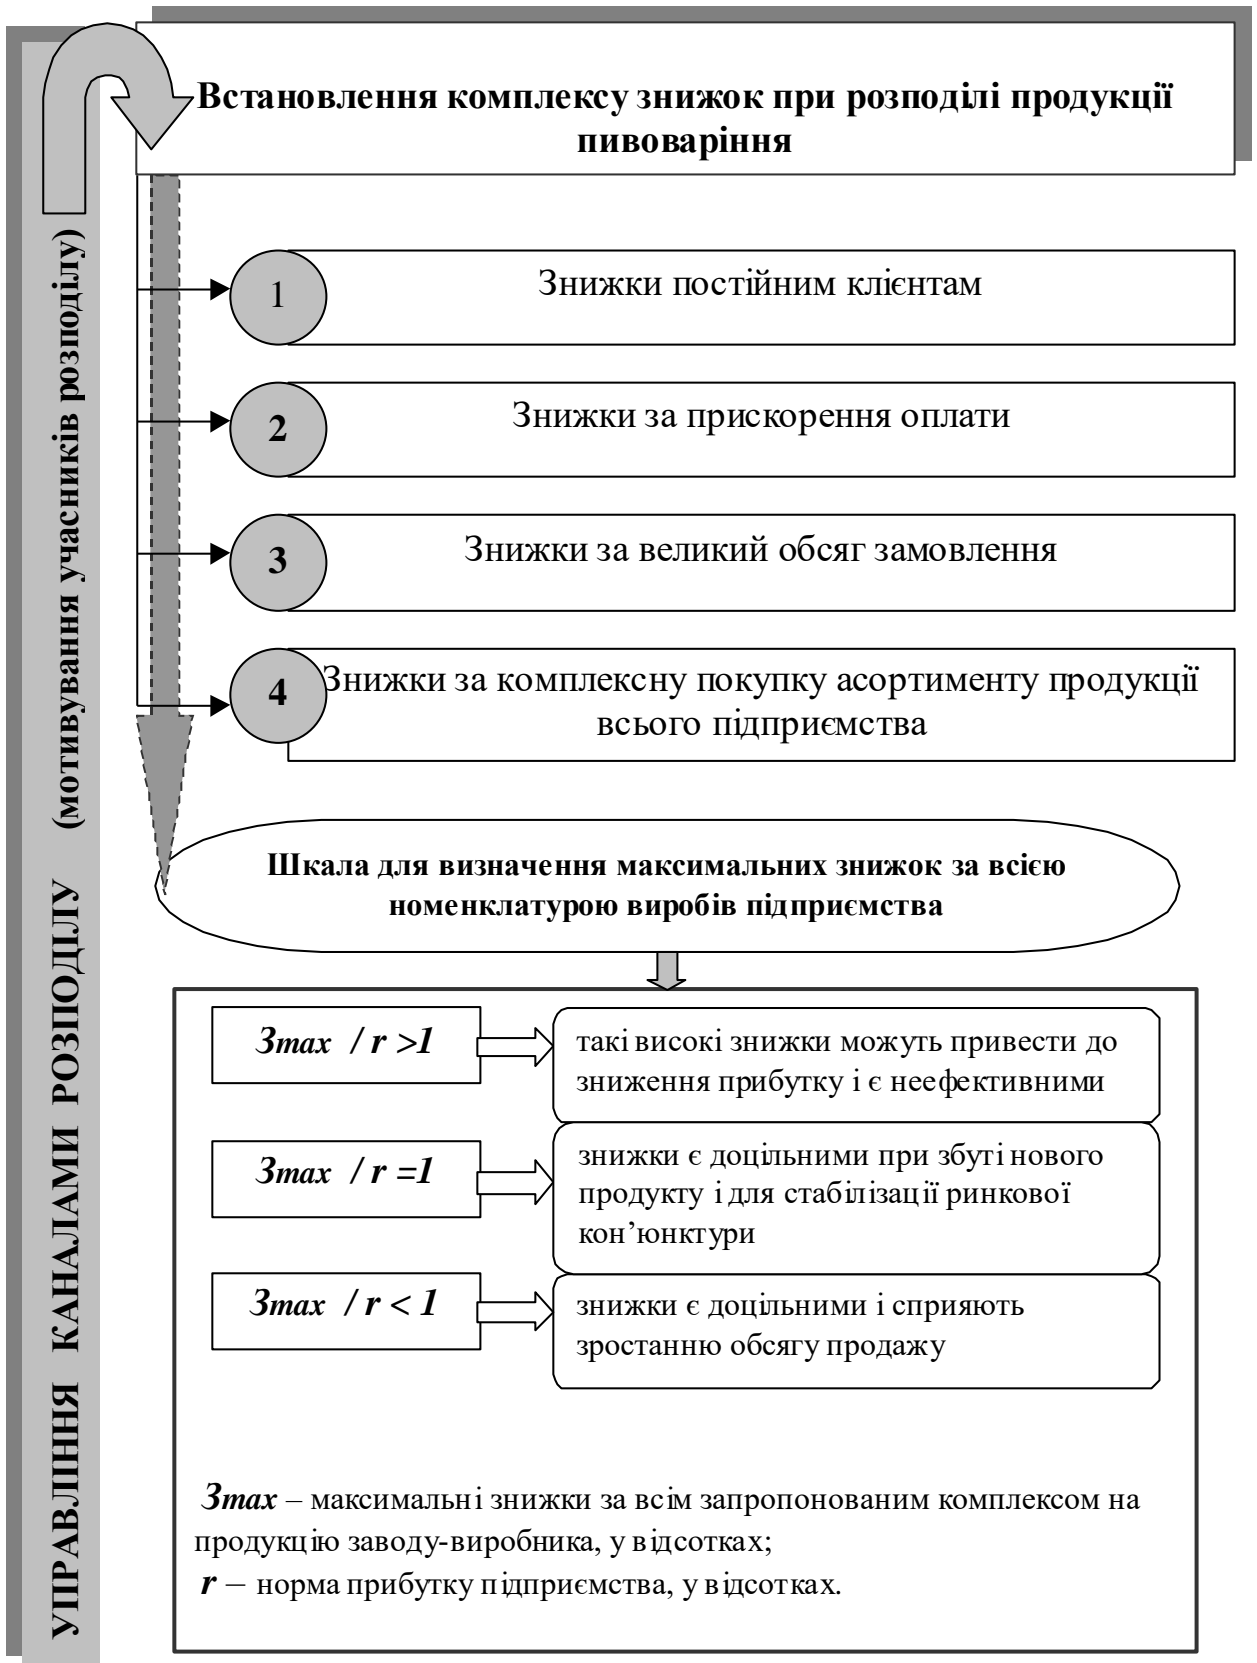 Встановлення комплексу знижок при розподілі продукції
пивоваріння
1
Знижки постійним клієнтам
2
Знижки за прискорення оплати
3
Знижки за великий обсяг замовлення
4
Знижки за комплексну покупку асортименту продукції
всього підприємства
УПРАВЛІННЯ КАНАЛАМИ РОЗПОДІЛУ (мотивування учасників розподілу)
Шкала для визначення максимальних знижок за всією
номенклатурою виробів підприємства
Зmax / r >1
такі високі знижки можуть привести до
зниження прибутку і є неефективними
Зmax / r =1
знижки є доцільними при збуті нового
продукту і для стабілізації ринкової
кон’юнктури
Зmax / r < 1
знижки є доцільними і сприяють
зростанню обсягу продажу
Зmax – максимальні знижки за всім запропонованим комплексом на
продукцію заводу-виробника, у відсотках;
r – норма прибутку підприємства, у відсотках.